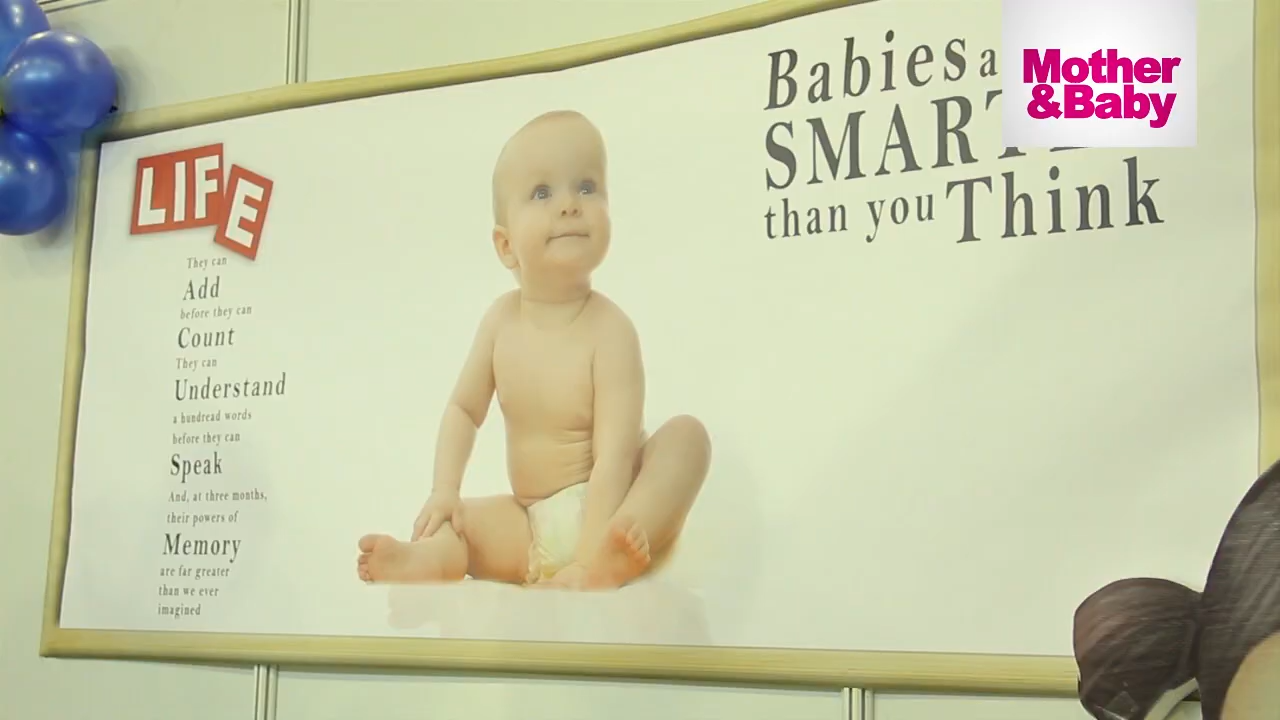 LIFE
They can
Add
before they can
Count
They can
Understand
a hundread words
before they can
Speak
And, at three months,
their powers of
Memory
are far greater
than we ever
imagined
Babies
SMART
than you Think
Mother
&Baby